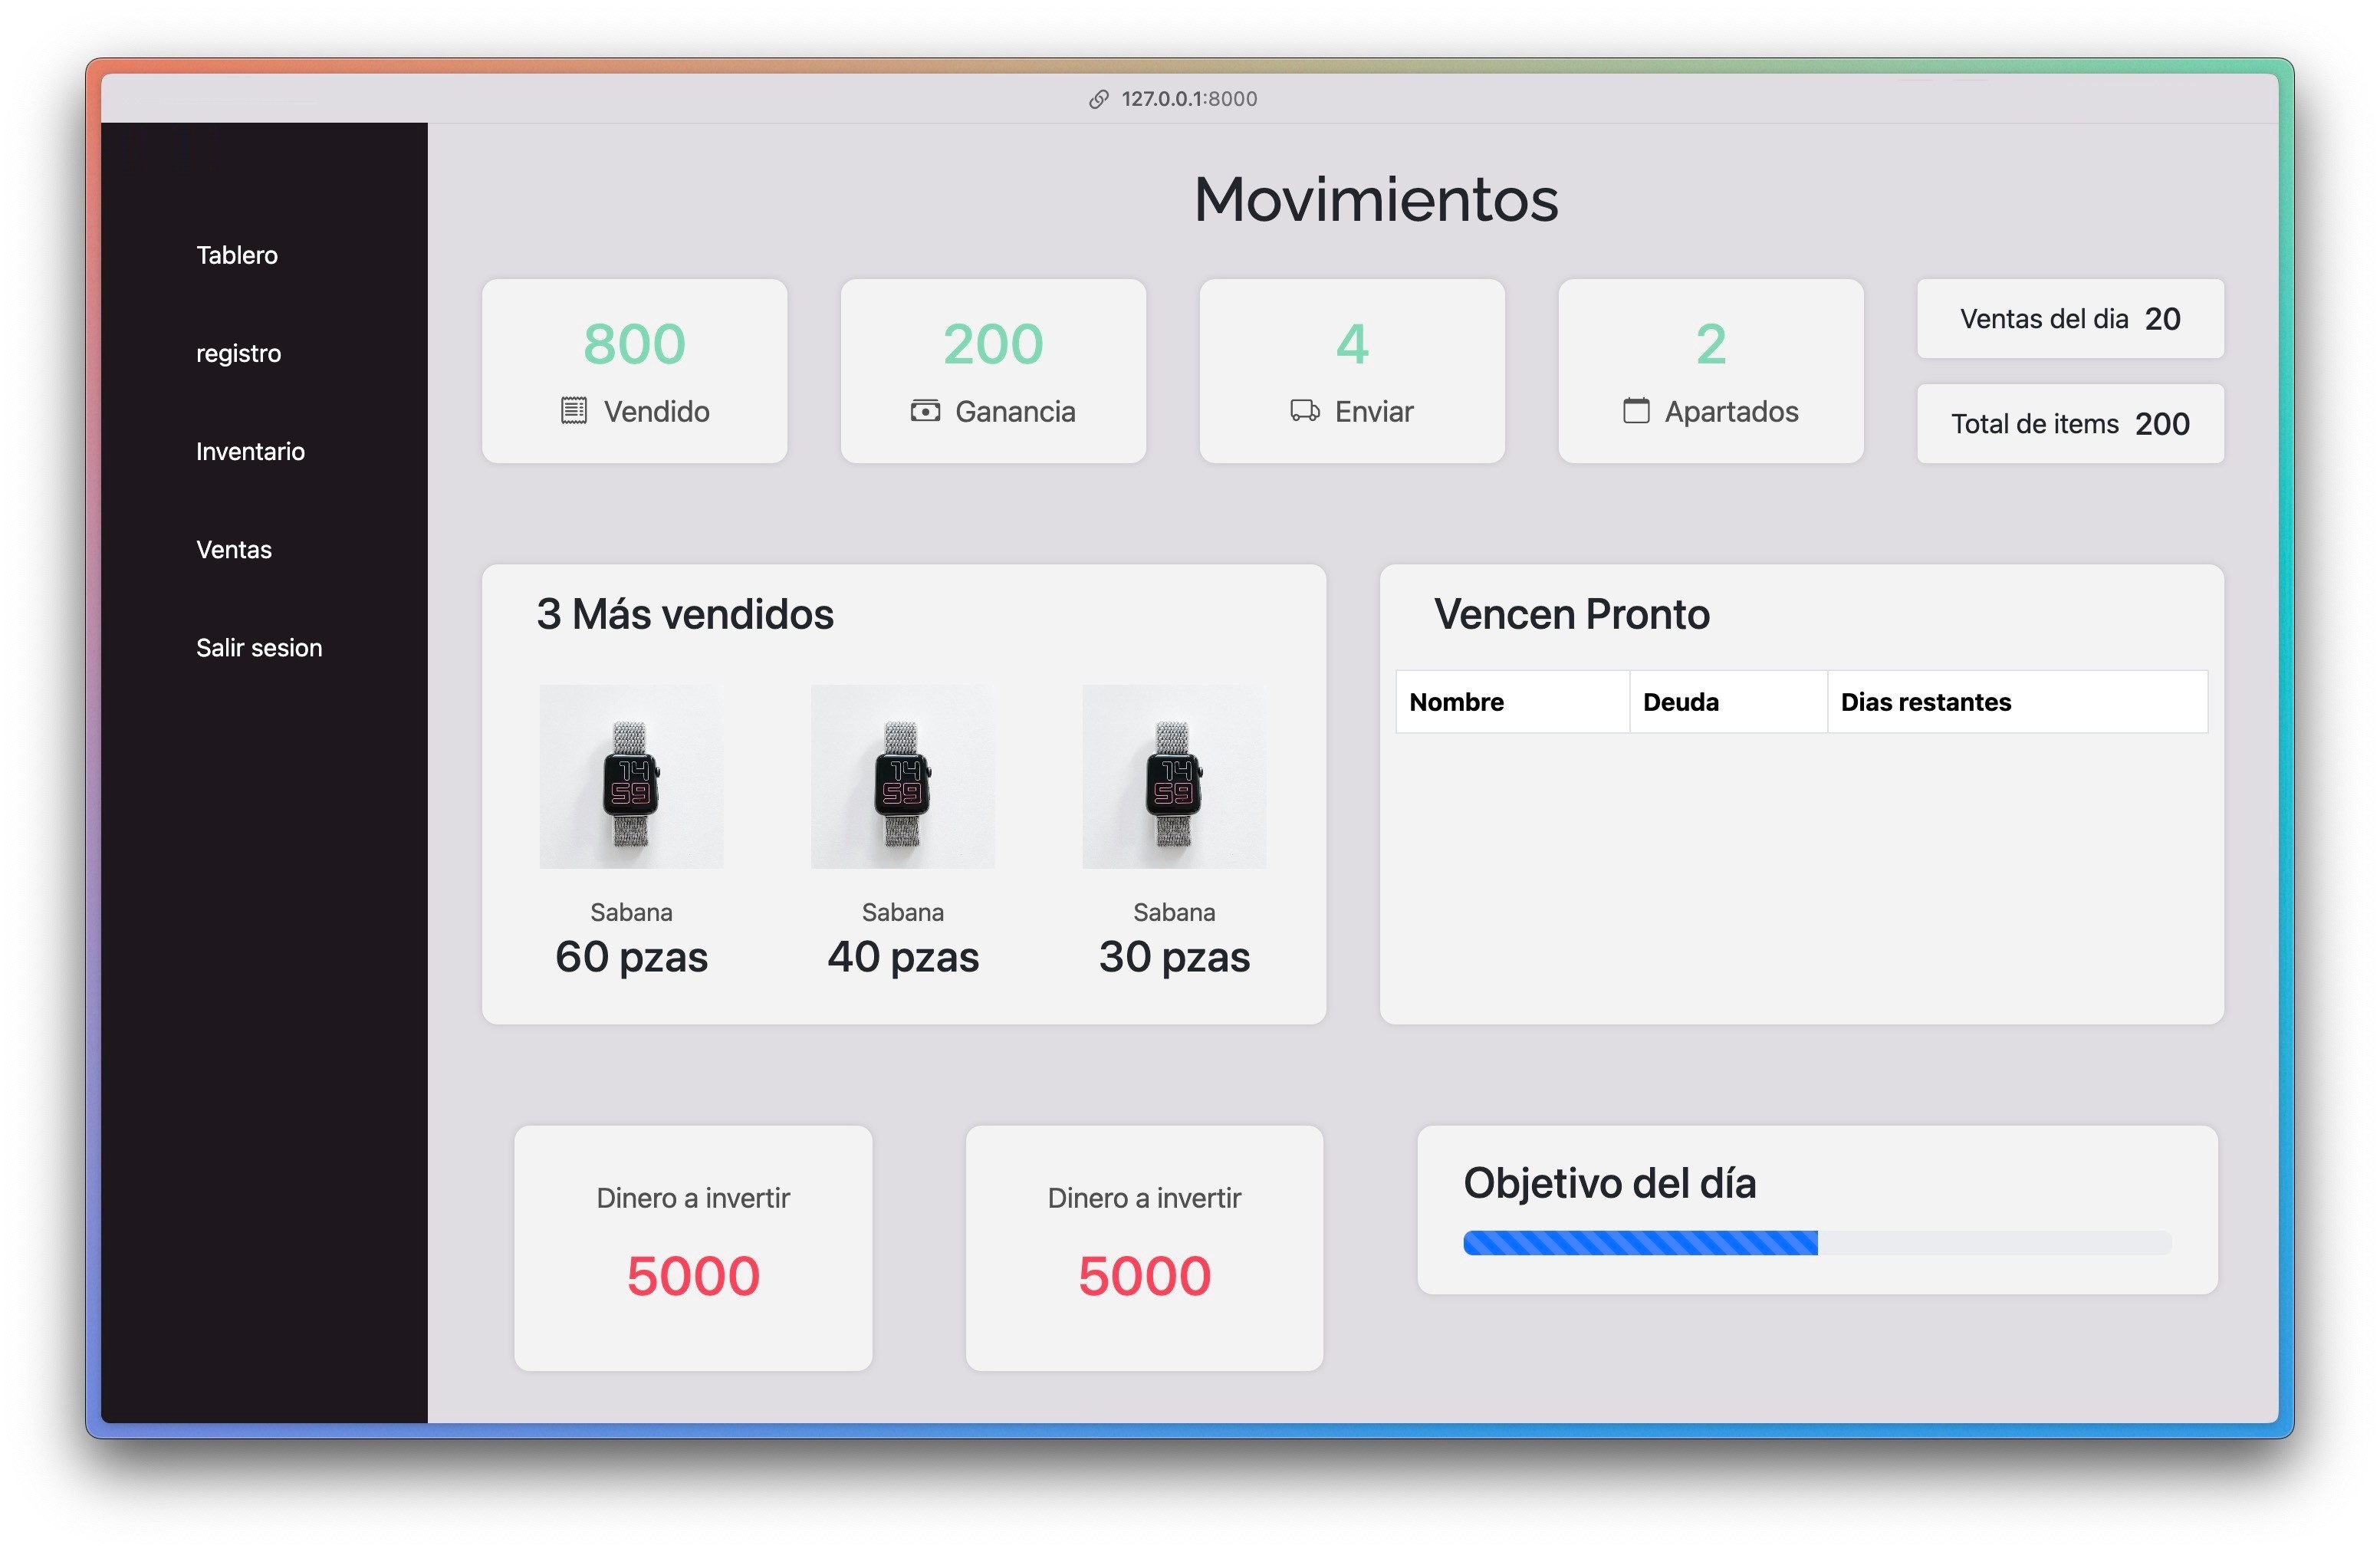 127.0.0.1:8000
Tablero
registro
Inventario
Ventas
Salir sesion
Movimientos
800
Vendido
200
Ganancia
4
Enviar
2
Apartados
Ventas del dia 20
Total de items 200
3 Más vendidos
14
59
Sabana
60 pzas
14
59
Sabana
40 pzas
14
59
Sabana
30 pzas
Vencen Pronto
Nombre Deuda Dias restantes
Dinero a invertir
5000
Dinero a invertir
5000
Objetivo del día